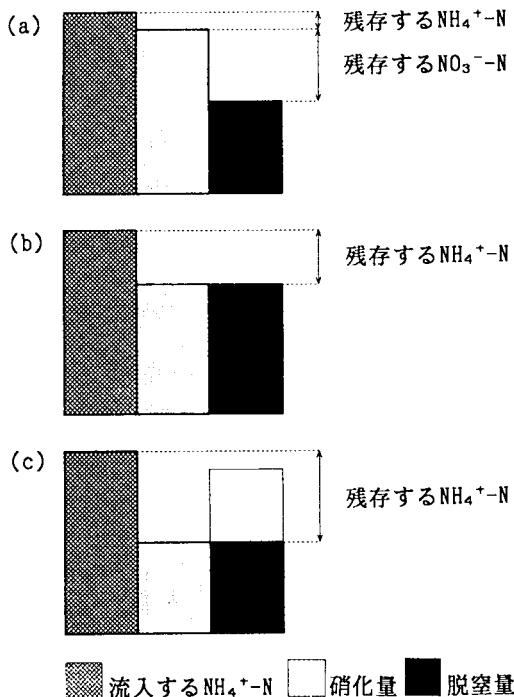 (a)
残存するNH₄⁺-N
残存するNO₃⁻-N
(b)
残存するNH₄⁺-N
(c)
残存するNH₄⁺-N
流入するNH₄⁺-N 硝化量 脱窒量